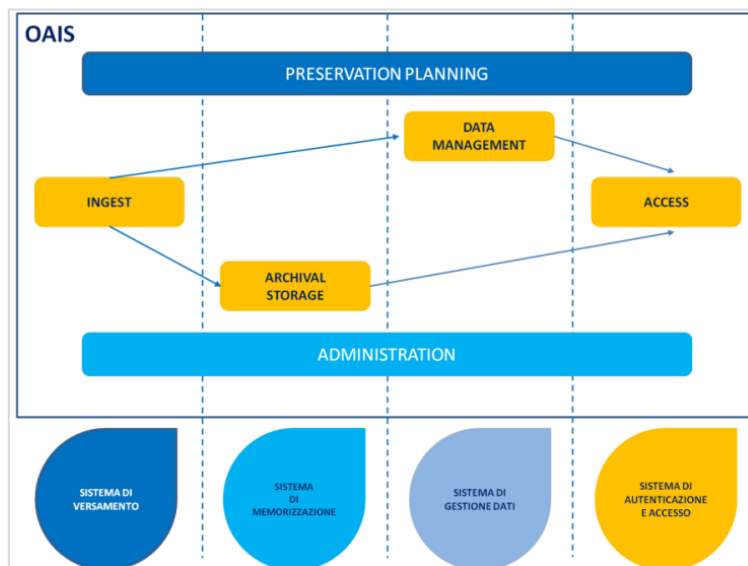 OAIS
PRESERVATION PLANNING
DATA
MANAGEMENT
INGEST
ACCESS
ARCHIVAL
STORAGE
ADMINISTRATION
SISTEMA DI
VERSAMENTO
SISTEMA
DI
MEMORIZZAZIONE
SISTEMA DI
GESTIONE DATI
SISTEMA DI
AUTENTICAZIONE
E ACCESSO